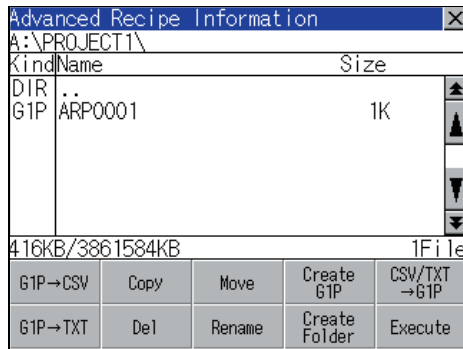 Advanced Recipe Information
A:\PROJECT1\
Kind Name Size
DIR ..
G1P ARP0001 1K
416KB/3861584KB 1File
G1P→CSV Copy Move Create G1P CSV/TXT →G1P
G1P→TXT Del Rename Create Folder Execute